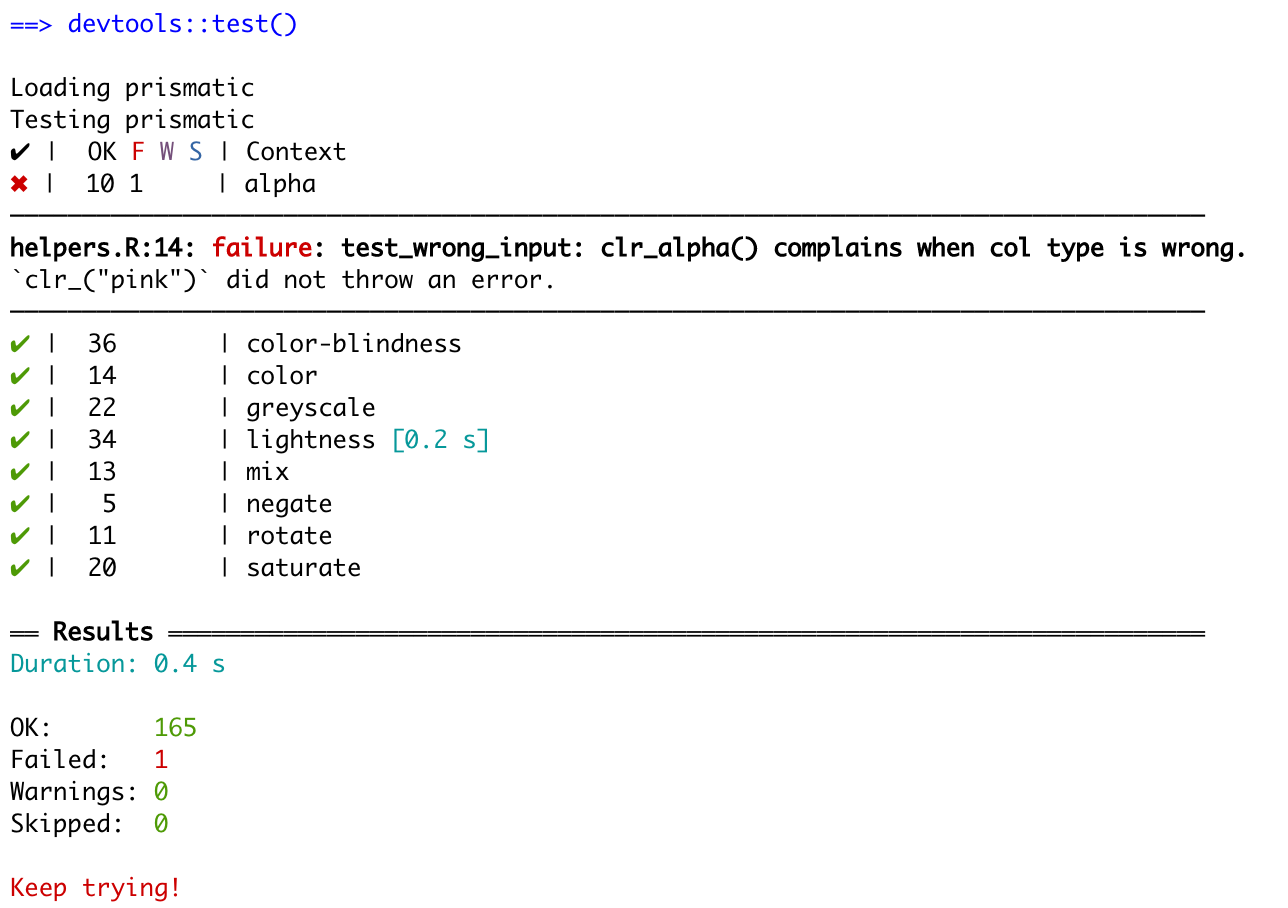 ==> devtools::test()
Loading prismatic
Testing prismatic
✔ |  OK F W S | Context
✖ |  10 1     | alpha
helpers.R:14: failure: test_wrong_input: clr_alpha() complains when col type is wrong.
`clr_("pink")` did not throw an error.
✔ |  36       | color-blindness
✔ |  14       | color
✔ |  22       | greyscale
✔ |  34       | lightness [0.2 s]
✔ |  13       | mix
✔ |   5       | negate
✔ |  11       | rotate
✔ |  20       | saturate
══ Results ════════════════════════════════════════════════════════════════════════
Duration: 0.4 s
OK:       165
Failed:   1
Warnings: 0
Skipped:  0
Keep trying!